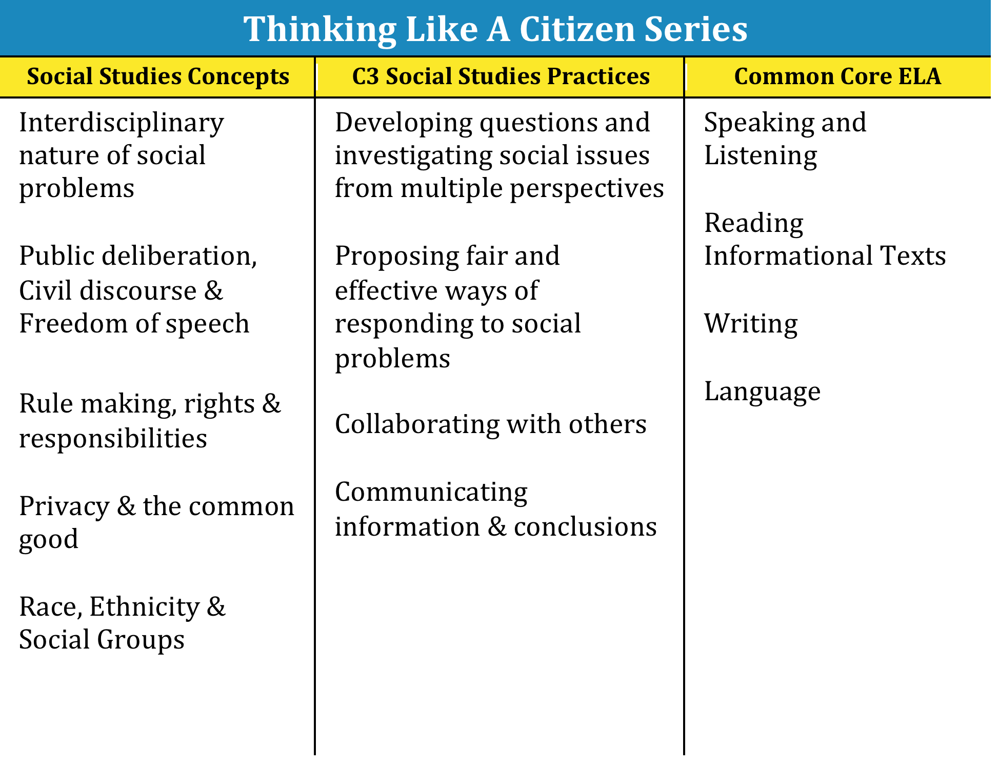 Thinking Like A Citizen Series
Social Studies Concepts
C3 Social Studies Practices
Common Core ELA
Interdisciplinary
nature of social
problems
Public deliberation,
Civil discourse &
Freedom of speech
Rule making, rights &
responsibilities
Privacy & the common
good
Race, Ethnicity &
Social Groups
Developing questions and
investigating social issues
from multiple perspectives
Proposing fair and
effective ways of
responding to social
problems
Collaborating with others
Communicating
information & conclusions
Speaking and
Listening
Reading
Informational Texts
Writing
Language